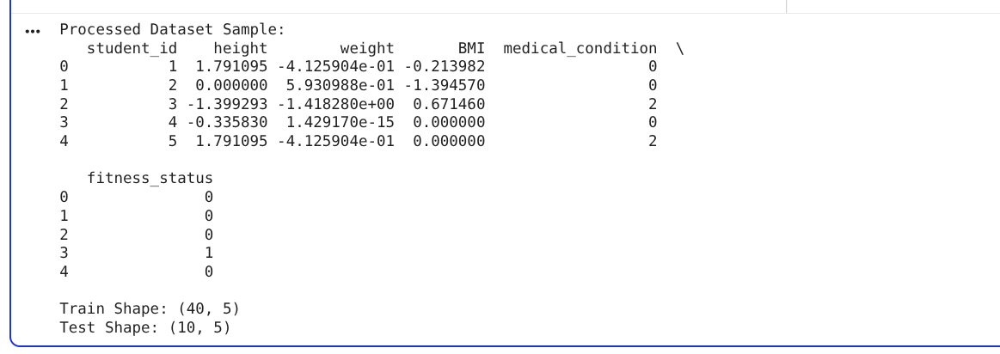 Processed Dataset Sample:
   student_id    height        weight       BMI  medical_condition  \
0           1  1.791095 -4.125904e-01 -0.213982                  0
1           2  0.000000  5.930988e-01 -1.394570                  0
2           3 -1.399293 -1.418280e+00  0.671460                  2
3           4 -0.335830  1.429170e-15  0.000000                  0
4           5  1.791095 -4.125904e-01  0.000000                  2
   fitness_status
0               0
1               0
2               0
3               1
4               0
Train Shape: (40, 5)
Test Shape: (10, 5)